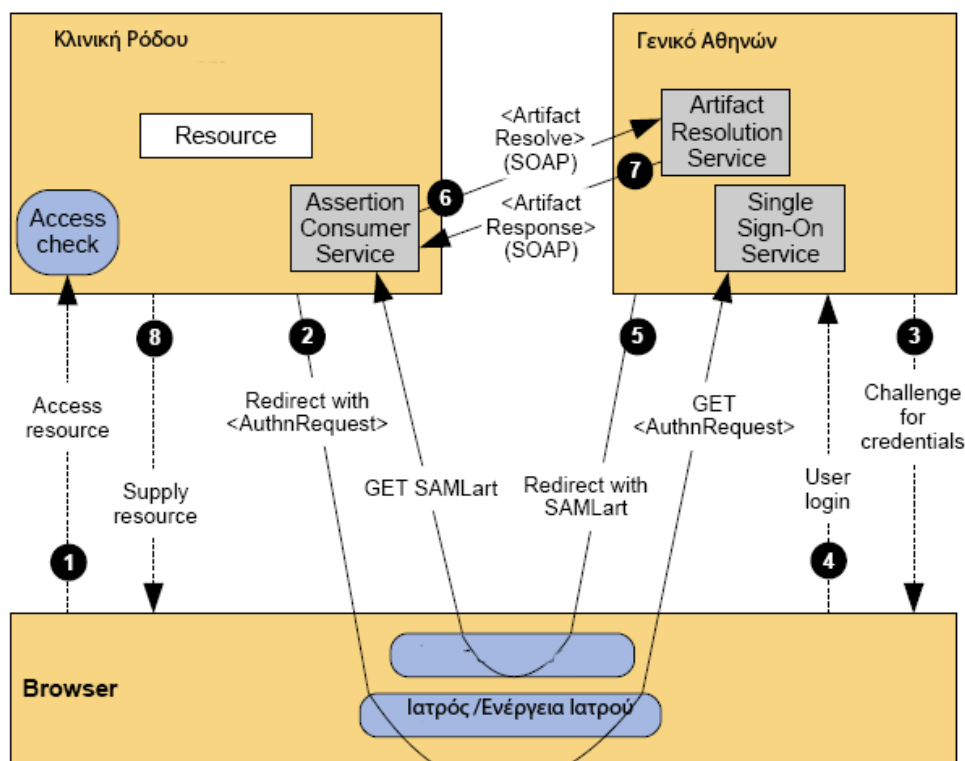 Κλινική Ρόδου
Γενικό Αθηνών
Resource
Access
check
Assertion
Consumer
Service
<Artifact
Resolve>
(SOAP)
6
7
<Artifact
Response>
(SOAP)
Artifact
Resolution
Service
Single
Sign-On
Service
8
2
5
3
Access
resource
Redirect with
<AuthnRequest>
GET
<AuthnRequest>
Challenge
for
credentials
Supply
resource
GET SAMLart
Redirect with
SAMLart
User
login
1
4
Browser
Ιατρός /Ενέργεια Ιατρού